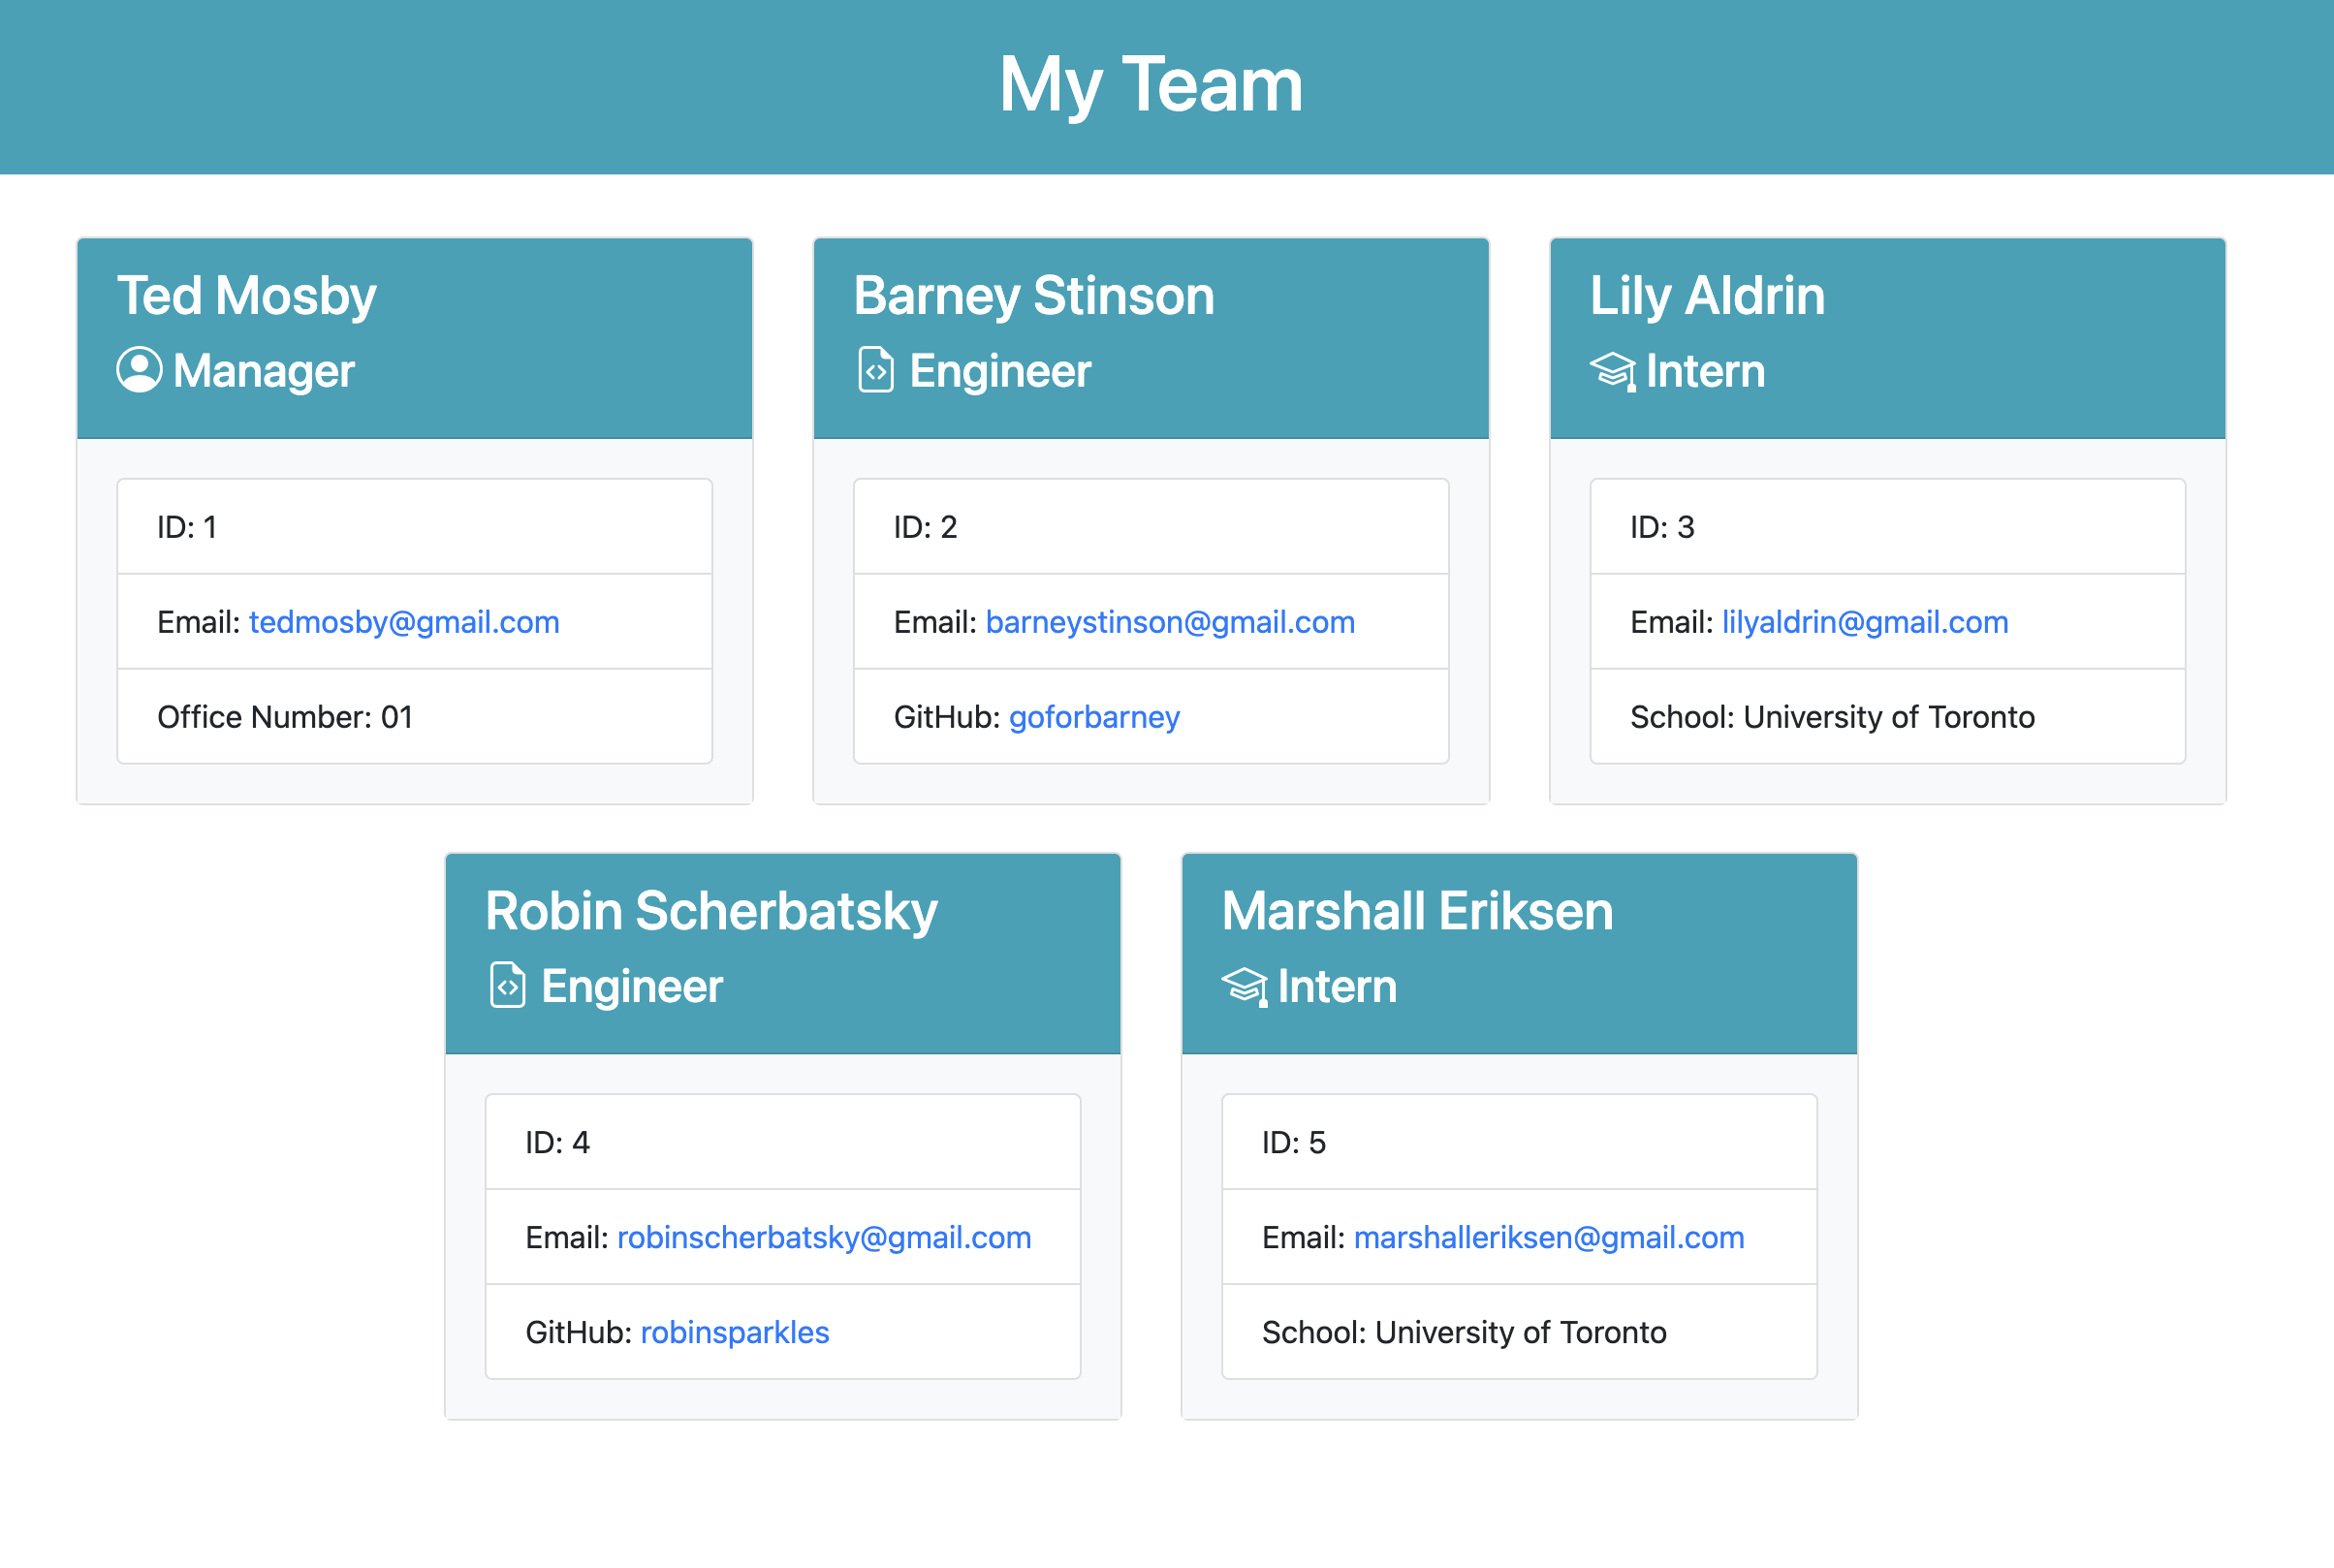 My Team
Ted Mosby
Manager
ID: 1
Email: tedmosby@gmail.com
Office Number: 01
Barney Stinson
Engineer
ID: 2
Email: barneystinson@gmail.com
GitHub: goforbarney
Lily Aldrin
Intern
ID: 3
Email: lilyaldrin@gmail.com
School: University of Toronto
Robin Scherbatsky
Engineer
ID: 4
Email: robinscherbatsky@gmail.com
GitHub: robinsparkles
Marshall Eriksen
Intern
ID: 5
Email: marshalleriksen@gmail.com
School: University of Toronto